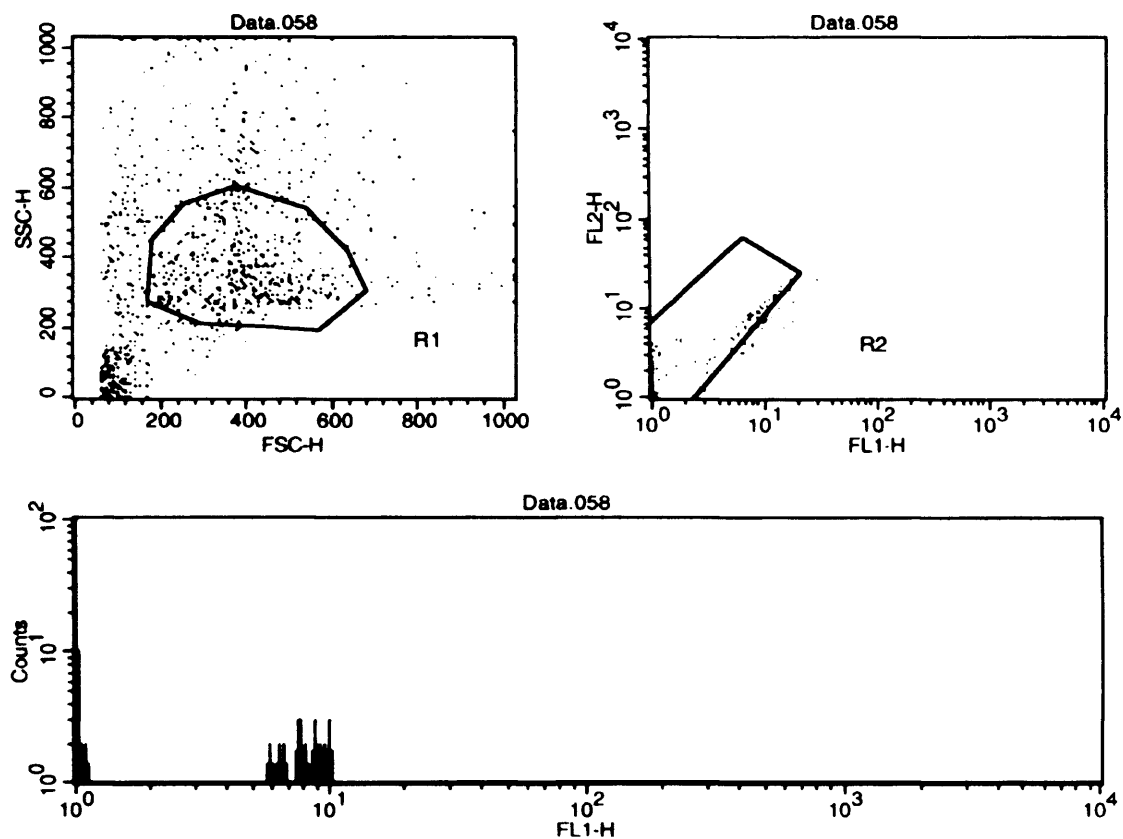 Data.058
SSC-H
1000
800
600
400
200
0
R1
0 200 400 600 800 1000
FSC-H
Data.058
FL2-H
10^4
10^3
10^2
10^1
10^0
R2
10^0 10^1 10^2 10^3 10^4
FL1-H
Data.058
Counts
10^2
10^1
10^0
10^0 10^1 10^2 10^3 10^4
FL1-H